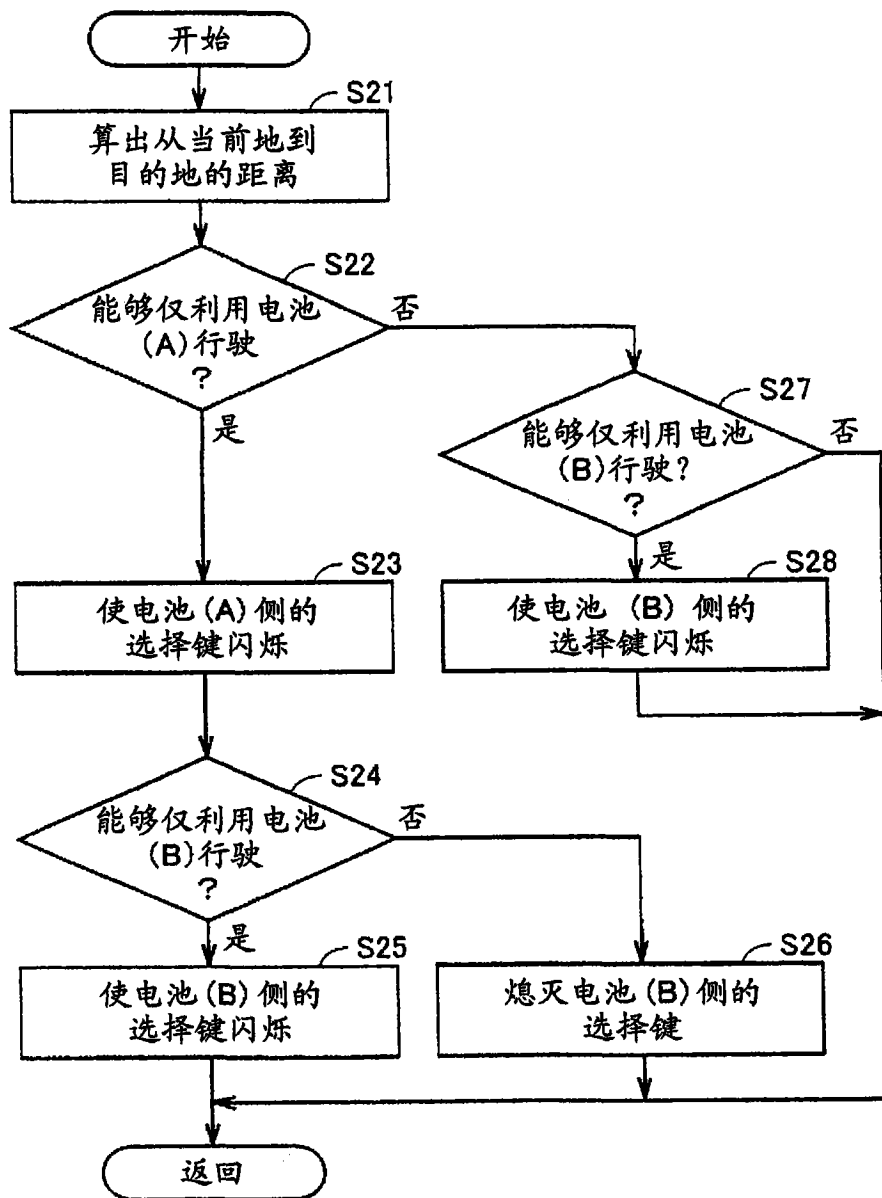 开始
S21
算出从当前地到
目的地的距离
S22
能够仅利用电池
(A)行驶
?
否
是
S27
能够仅利用电池
(B)行驶?
?
否
是
S23
使电池(A)侧的
选择键闪烁
S28
使电池 (B) 侧的
选择键闪烁
S24
能够仅利用电池
(B)行驶
?
否
是
S25
使电池(B)侧的
选择键闪烁
S26
熄灭电池(B)侧的
选择键
返回